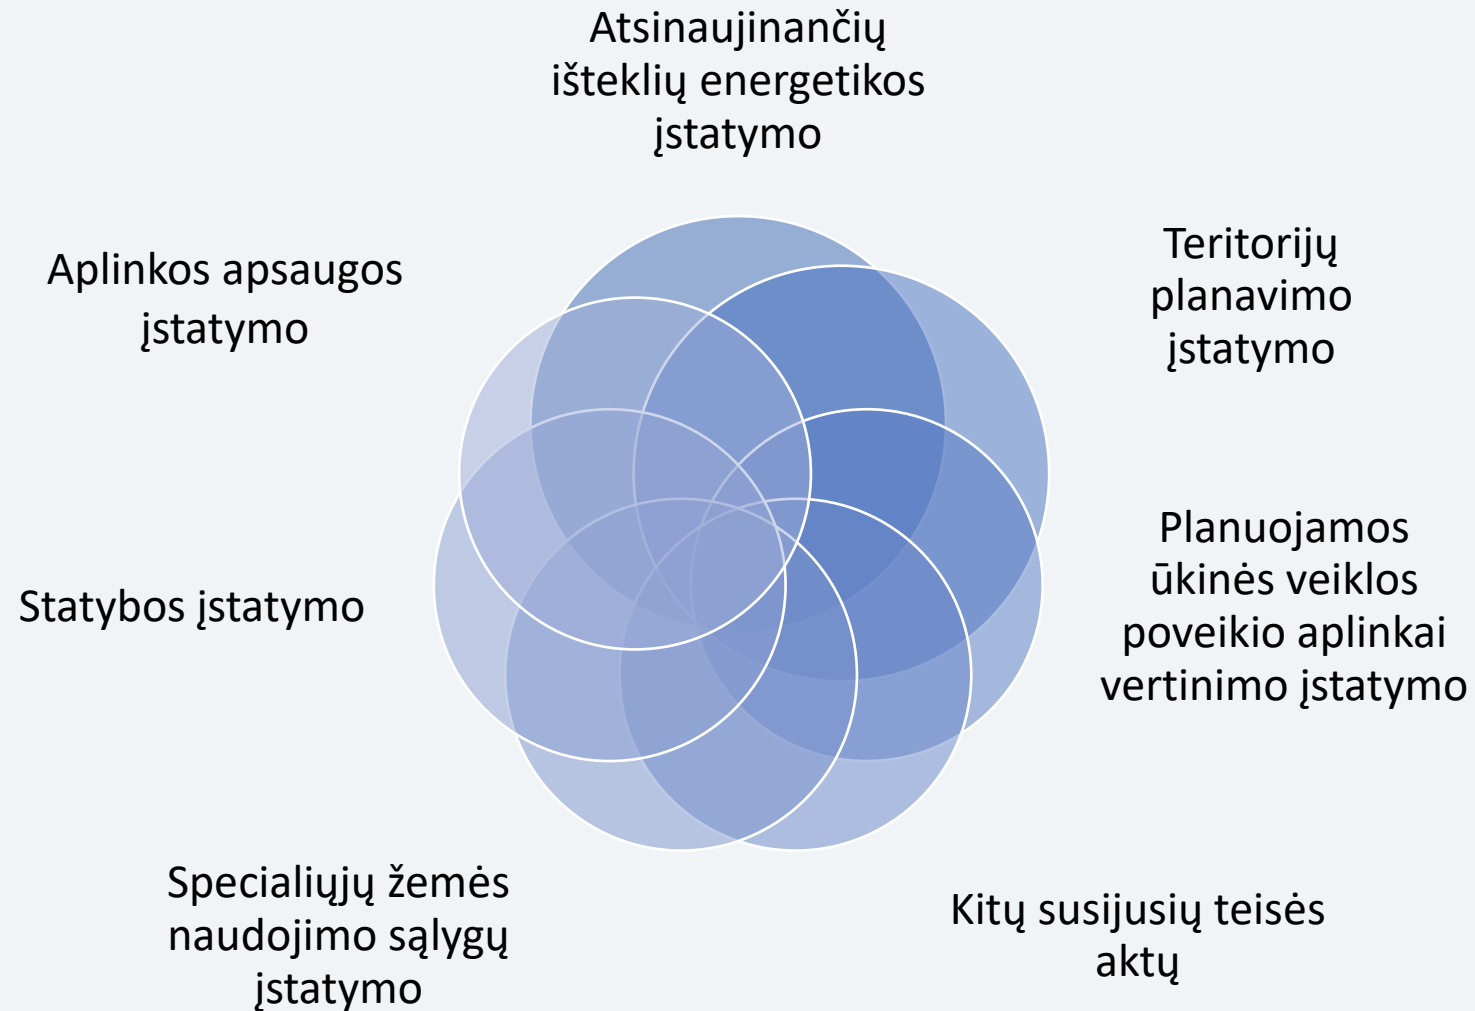 Atsinaujinančių
išteklių energetikos
įstatymo
Teritorijų
planavimo
įstatymo
Planuojamos
ūkinės veiklos
poveikio aplinkai
vertinimo įstatymo
Kitų susijusių teisės
aktų
Specialiųjų žemės
naudojimo sąlygų
įstatymo
Statybos įstatymo
Aplinkos apsaugos
įstatymo